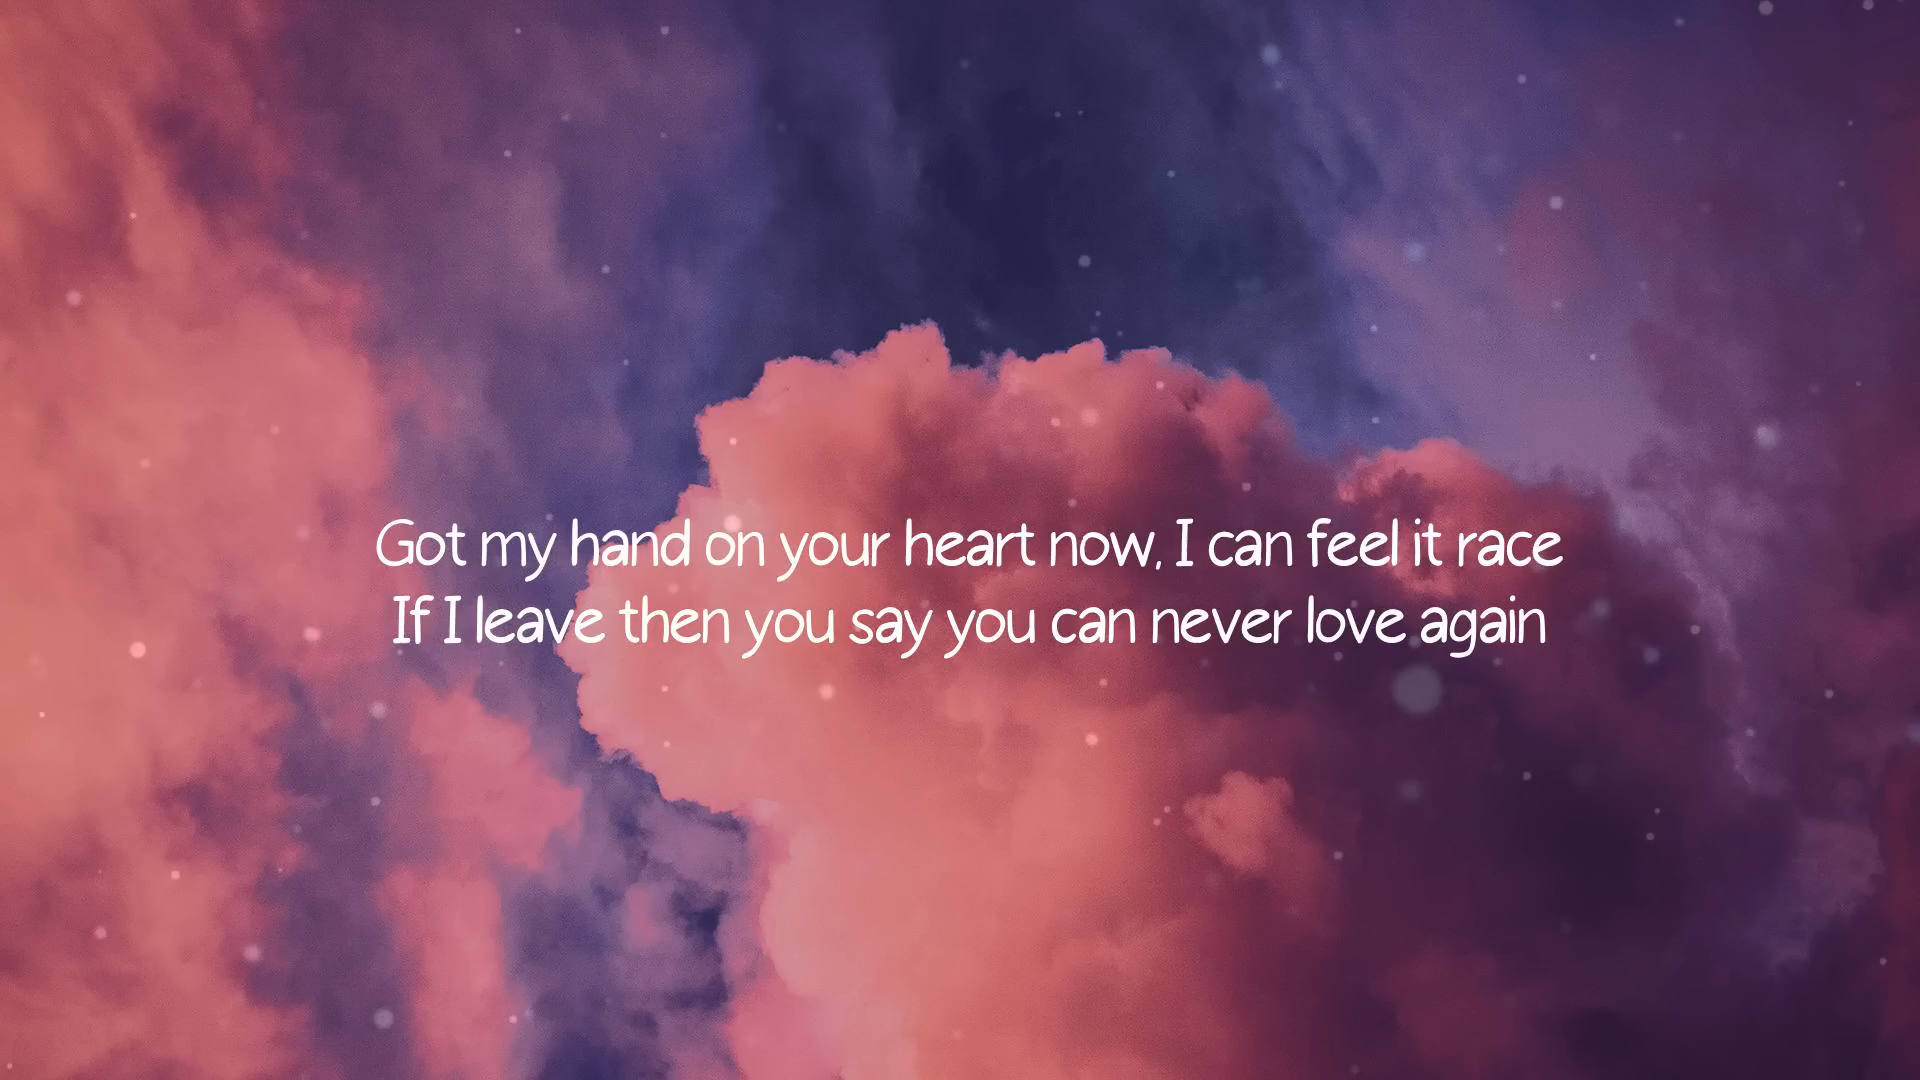 Got my hand on your heart now, I can feel it race
If I leave then you say you can never love again